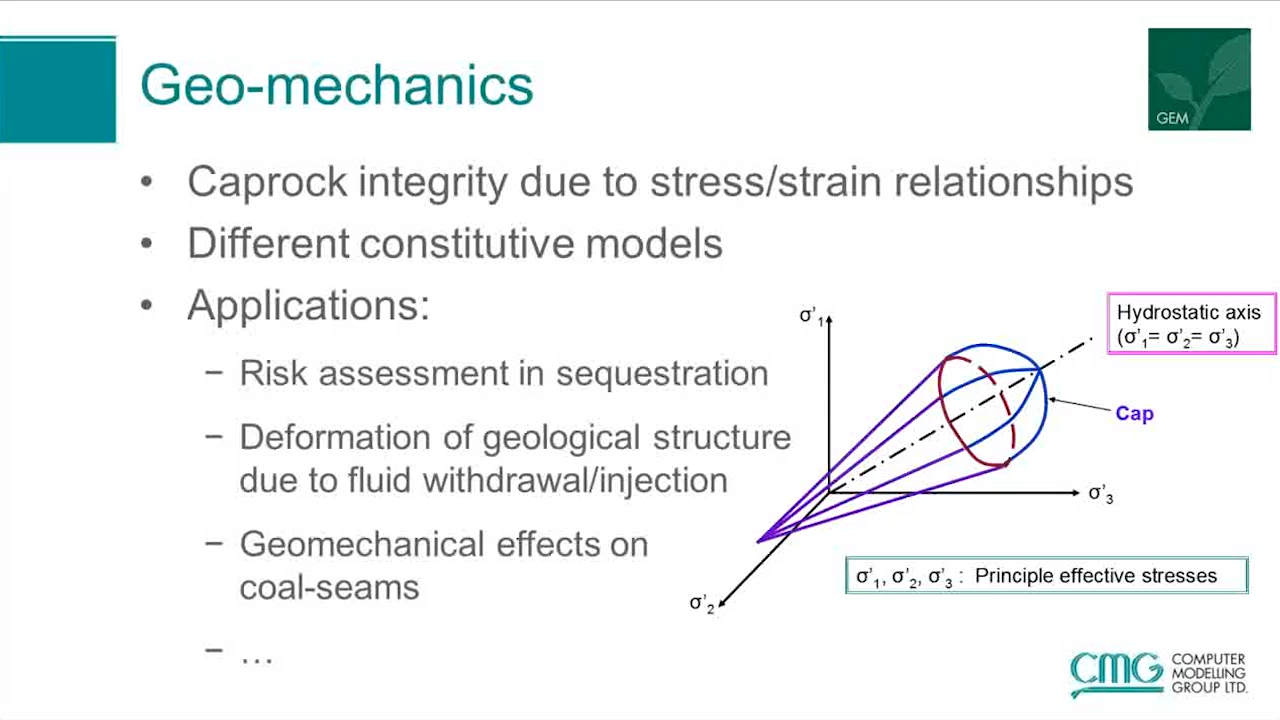 Geo-mechanics
GEM
• Caprock integrity due to stress/strain relationships
• Different constitutive models
• Applications:
− Risk assessment in sequestration
− Deformation of geological structure
due to fluid withdrawal/injection
− Geomechanical effects on
coal-seams
− ...
σ’1
Hydrostatic axis
(σ’1= σ’2= σ’3)
Cap
σ’3
σ’1, σ’2, σ’3 : Principle effective stresses
σ’2
CMG COMPUTER
MODELLING
GROUP LTD.